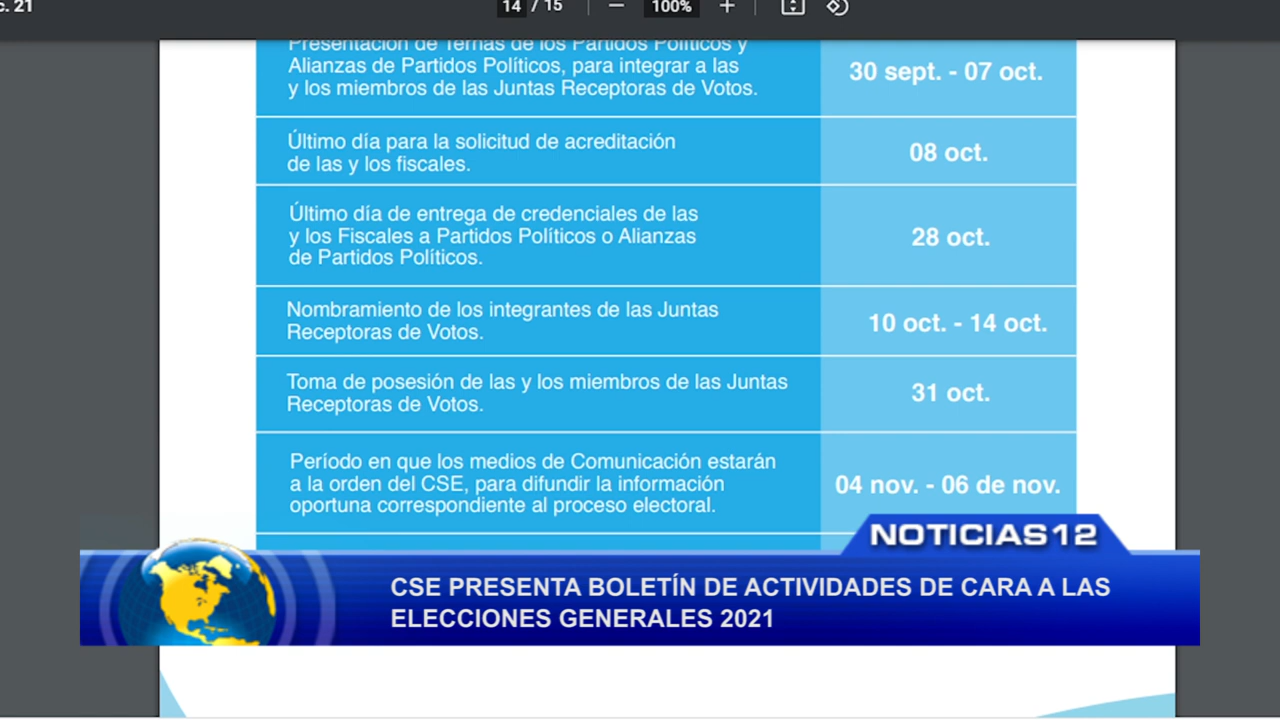 c. 21
14 / 15
100%
Presentación de Ternas de los Partidos Políticos y
Alianzas de Partidos Políticos, para integrar a las
y los miembros de las Juntas Receptoras de Votos.
30 sept. - 07 oct.
Último día para la solicitud de acreditación
de las y los fiscales.
08 oct.
Último día de entrega de credenciales de las
y los Fiscales a Partidos Políticos o Alianzas
de Partidos Políticos.
28 oct.
Nombramiento de los integrantes de las Juntas
Receptoras de Votos.
10 oct. - 14 oct.
Toma de posesión de las y los miembros de las Juntas
Receptoras de Votos.
31 oct.
Período en que los medios de Comunicación estarán
a la orden del CSE, para difundir la información
oportuna correspondiente al proceso electoral.
04 nov. - 06 de nov.
NOTICIAS12
CSE PRESENTA BOLETÍN DE ACTIVIDADES DE CARA A LAS
ELECCIONES GENERALES 2021